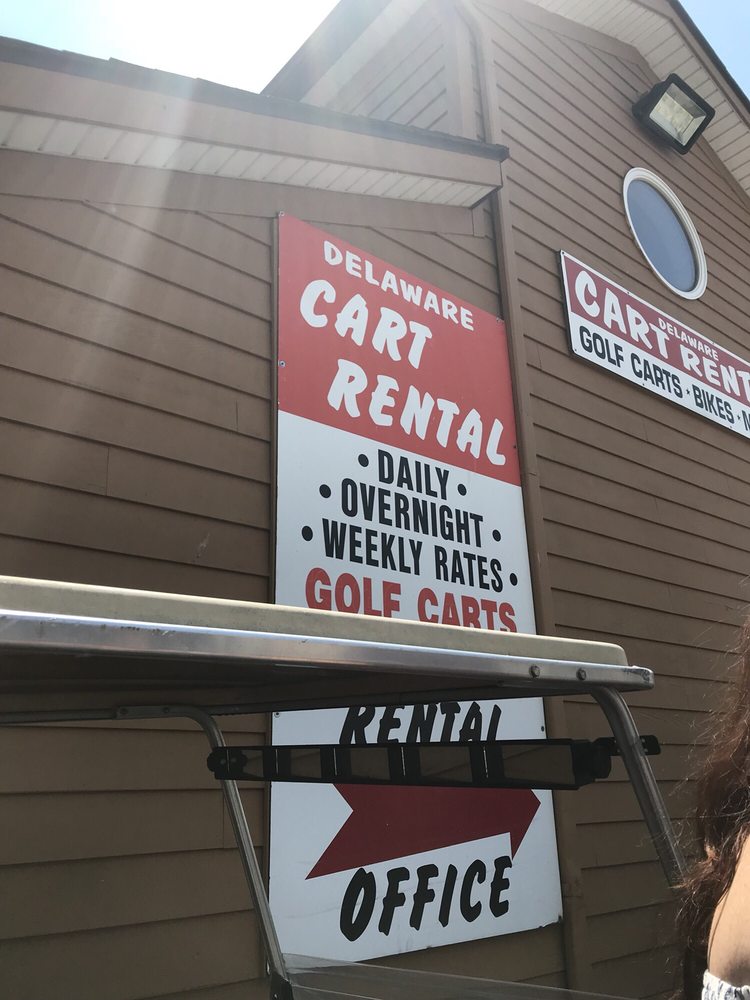 DELAWARE
CART
RENTAL
• DAILY •
• OVERNIGHT •
• WEEKLY RATES •
GOLF CARTS
RENTAL
OFFICE
DELAWARE
CART RENT
GOLF CARTS • BIKES •